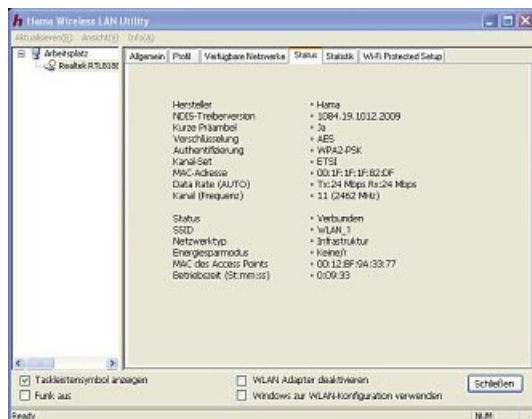 Hama Wireless LAN Utility
Aktualisieren(R) Ansicht(Y) Info(A)
Arbeitsplatz
Realtek RTL8188
Allgemein Profil Verfügbare Netzwerke Status Statistik Wi-Fi Protected Setup
Hersteller • Hama
NDIS-Treiberversion • 1084.19.1012.2009
Kurze Präambel • Ja
Verschlüsselung • AES
Authentifizierung • WPA2-PSK
Kanal-Set • ETSI
MAC-Adresse • 00:1F:1F:1F:B2:DF
Data Rate (AUTO) • Tx:24 Mbps Rx:24 Mbps
Kanal (Frequenz) • 11 (2462 MHz)
Status • Verbunden
SSID • WLAN_1
Netzwerktyp • Infrastruktur
Energiesparmodus • Keine/r
MAC des Access Points • 00:12:BF:9A:33:77
Betriebszeit (St:mm:ss) • 0:09:33
Taskleistensymbol anzeigen
WLAN Adapter deaktivieren
Schließen
Funk aus
Windows zur WLAN-Konfiguration verwenden
Ready
NUM